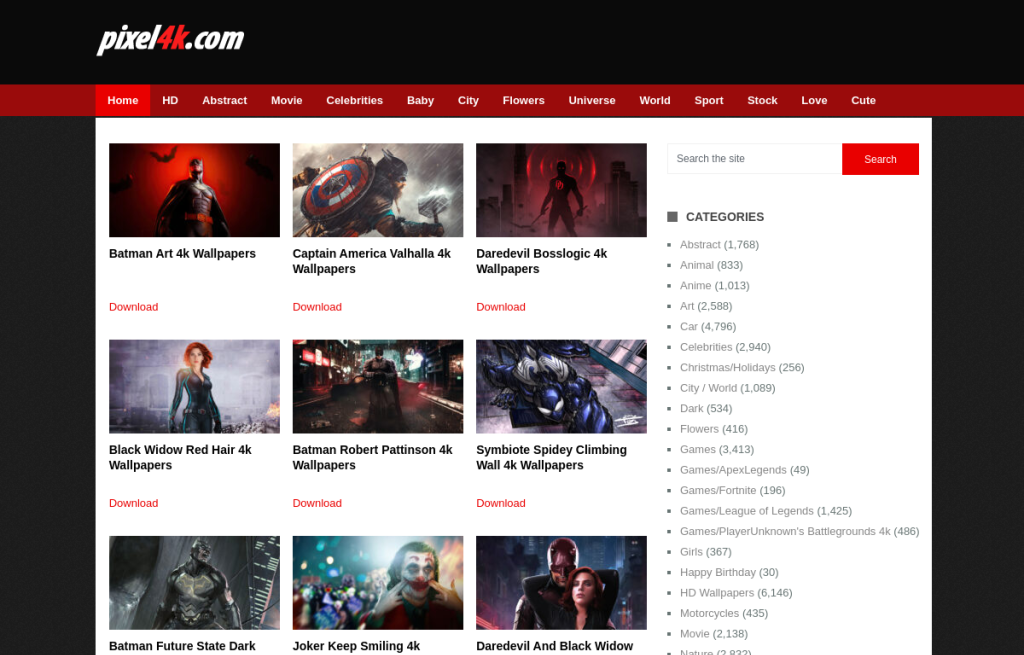 pixel4k.com
Home HD Abstract Movie Celebrities Baby City Flowers Universe World Sport Stock Love Cute
Batman Art 4k Wallpapers
Download
Captain America Valhalla 4k
Wallpapers
Download
Daredevil Bosslogic 4k
Wallpapers
Download
Black Widow Red Hair 4k
Wallpapers
Download
Batman Robert Pattinson 4k
Wallpapers
Download
Symbiote Spidey Climbing
Wall 4k Wallpapers
Download
Batman Future State Dark
Joker Keep Smiling 4k
Daredevil And Black Widow
Search the site
Search
CATEGORIES
Abstract (1,768)
Animal (833)
Anime (1,013)
Art (2,588)
Car (4,796)
Celebrities (2,940)
Christmas/Holidays (256)
City / World (1,089)
Dark (534)
Flowers (416)
Games (3,413)
Games/ApexLegends (49)
Games/Fortnite (196)
Games/League of Legends (1,425)
Games/PlayerUnknown's Battlegrounds 4k (486)
Girls (367)
Happy Birthday (30)
HD Wallpapers (6,146)
Motorcycles (435)
Movie (2,138)
Nature (2,832)